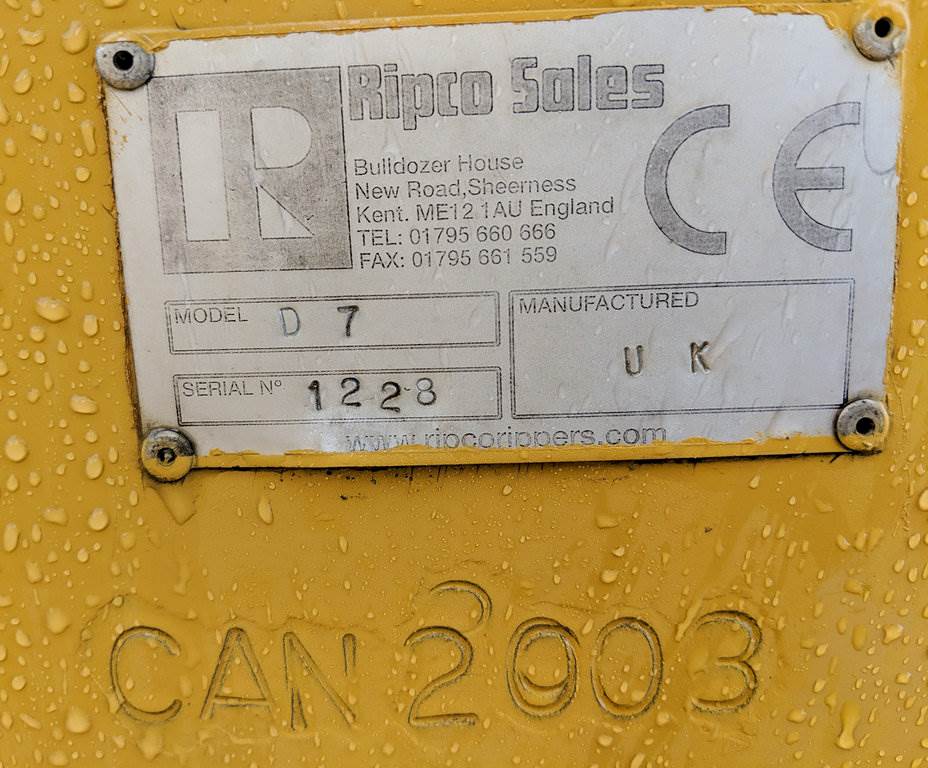 R
Ripco Sales
Bulldozer House
New Road,Sheerness
Kent. ME12 1AU England
TEL: 01795 660 666
FAX: 01795 661 559
CE
MODEL D 7
MANUFACTURED
U K
SERIAL Nº 1228
www.ripcorippers.com
CAN 2003